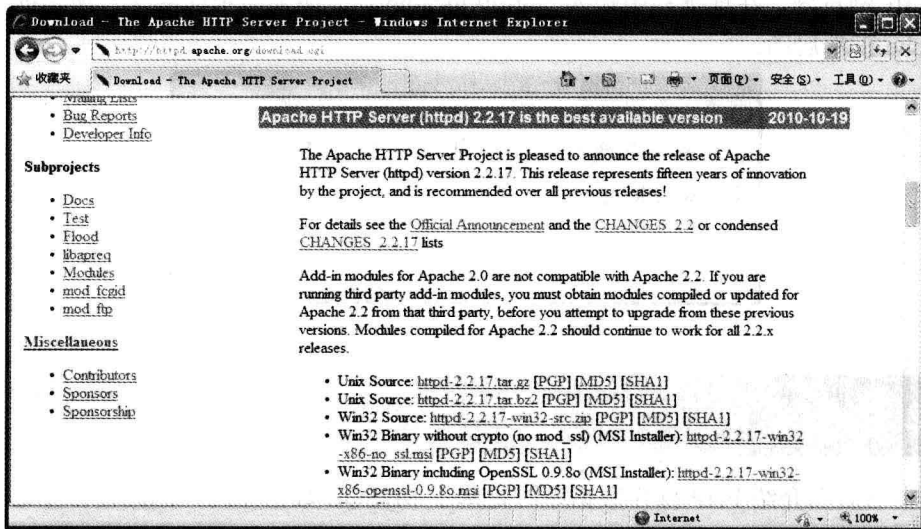 Download - The Apache HTTP Server Project - Windows Internet Explorer
http://httpd.apache.org/download.cgi
收藏夹 Download - The Apache HTTP Server Project 页面(P) 安全(S) 工具(O)
Mailing Lists
Bug Reports
Developer Info
Subprojects
Docs
Test
Flood
libapreq
Modules
mod_fcgid
mod_ftp
Miscellaneous
Contributors
Sponsors
Sponsorship
Apache HTTP Server (httpd) 2.2.17 is the best available version 2010-10-19
The Apache HTTP Server Project is pleased to announce the release of Apache
HTTP Server (httpd) version 2.2.17. This release represents fifteen years of innovation
by the project, and is recommended over all previous releases!
For details see the Official Announcement and the CHANGES_2.2 or condensed
CHANGES_2.2.17 lists
Add-in modules for Apache 2.0 are not compatible with Apache 2.2. If you are
running third party add-in modules, you must obtain modules compiled or updated for
Apache 2.2 from that third party, before you attempt to upgrade from these previous
versions. Modules compiled for Apache 2.2 should continue to work for all 2.2.x
releases.
Unix Source: httpd-2.2.17.tar.gz [PGP] [MD5] [SHA1]
Unix Source: httpd-2.2.17.tar.bz2 [PGP] [MD5] [SHA1]
Win32 Source: httpd-2.2.17-win32-src.zip [PGP] [MD5] [SHA1]
Win32 Binary without crypto (no mod_ssl) (MSI Installer): httpd-2.2.17-win32
-x86-no_ssl.msi [PGP] [MD5] [SHA1]
Win32 Binary including OpenSSL 0.9.8o (MSI Installer): httpd-2.2.17-win32-
x86-openssl-0.9.8o.msi [PGP] [MD5] [SHA1]
Internet 100%